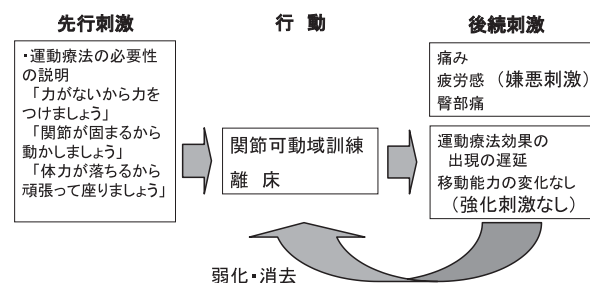 先行刺激
・運動療法の必要性
の説明
「力がないから力を
つけましょう」
「関節が固まるから
動かしましょう」
「体力が落ちるから
頑張って座りましょう」
行 動
関節可動域訓練
離 床
後続刺激
痛み
疲労感 (嫌悪刺激)
臀部痛
運動療法効果の
出現の遅延
移動能力の変化なし
(強化刺激なし)
弱化・消去